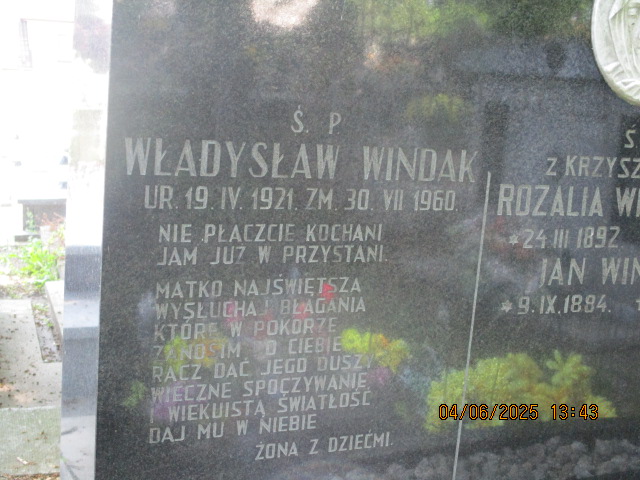 Ś. P
WŁADYSŁAW WINDAK
UR. 19. IV. 1921. ZM. 30. VII 1960.
NIE PŁACZCIE KOCHANI
JAM JUŻ W PRZYSTANI.
MATKO NAJŚWIĘTSZA
WYSŁUCHAJ BŁAGANIA
KTÓRE W POKORZE
ZANOSIM. O CIEBIE
RACZ DAĆ JEGO DUSZY
WIECZNE SPOCZYWANIE
I WIEKUISTĄ ŚWIATŁOŚĆ
DAJ MU W NIEBIE
ŻONA Z DZIEĆMI.
Ś.
Z KRZYSZ
ROZALIA WI
*24 III 1892
JAN WIN
*9. IX. 1884.
04/06/2025 13:43